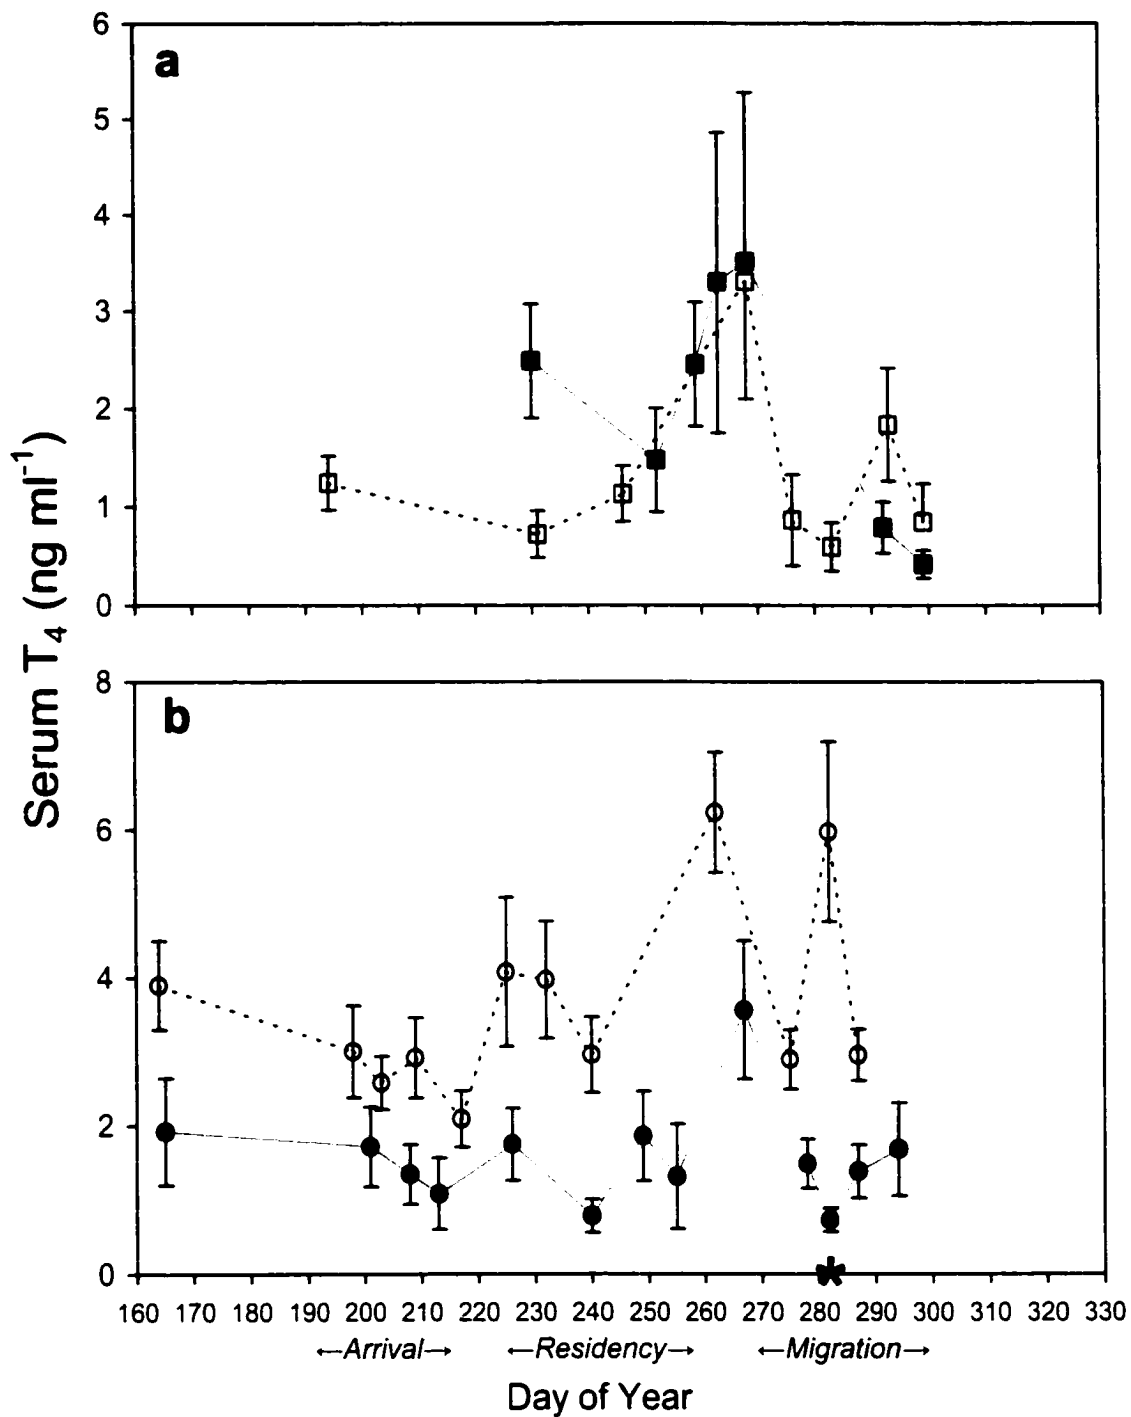 6
a
5
4
3
2
1
0
Serum T₄ (ng ml⁻¹)
8
b
6
4
2
0
*
160 170 180 190 200 210 220 230 240 250 260 270 280 290 300 310 320 330
←Arrival→ ←Residency→ ←Migration→
Day of Year